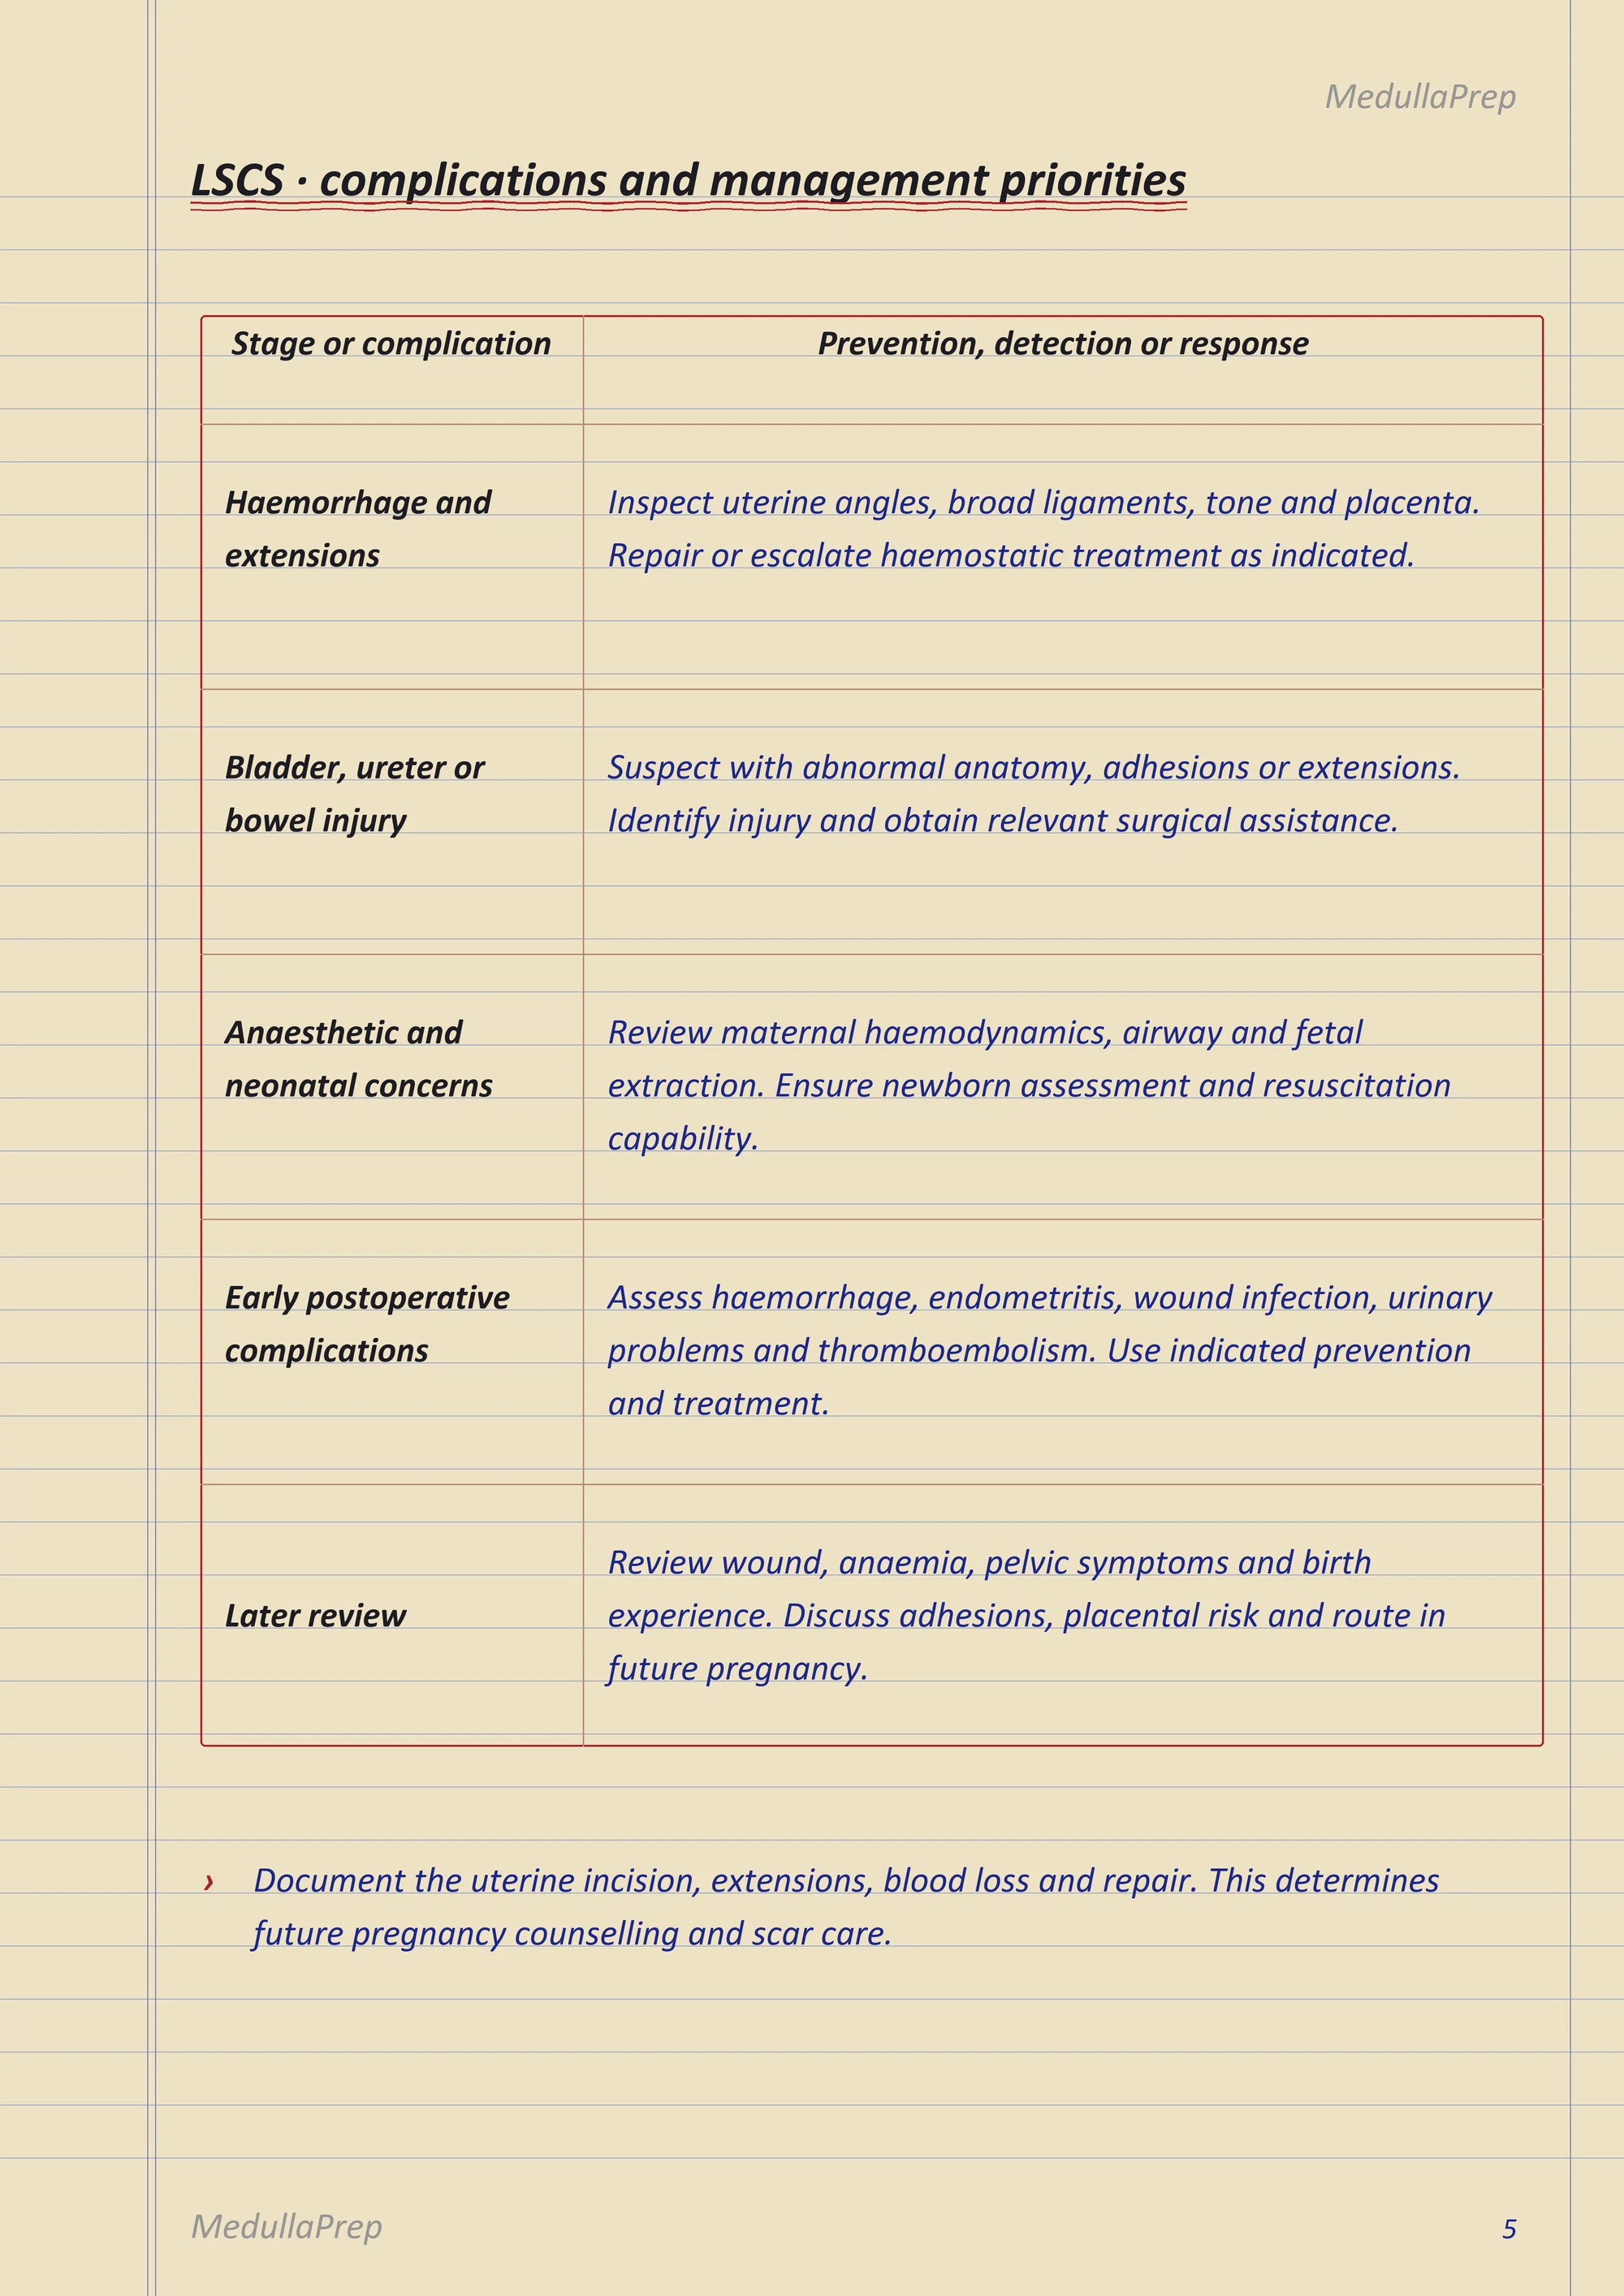 MedullaPrep
LSCS · complications and management priorities
Stage or complication
Prevention, detection or response
Haemorrhage and
extensions
Inspect uterine angles, broad ligaments, tone and placenta.
Repair or escalate haemostatic treatment as indicated.
Bladder, ureter or
bowel injury
Suspect with abnormal anatomy, adhesions or extensions.
Identify injury and obtain relevant surgical assistance.
Anaesthetic and
neonatal concerns
Review maternal haemodynamics, airway and fetal
extraction. Ensure newborn assessment and resuscitation
capability.
Early postoperative
complications
Assess haemorrhage, endometritis, wound infection, urinary
problems and thromboembolism. Use indicated prevention
and treatment.
Later review
Review wound, anaemia, pelvic symptoms and birth
experience. Discuss adhesions, placental risk and route in
future pregnancy.
› Document the uterine incision, extensions, blood loss and repair. This determines
future pregnancy counselling and scar care.
MedullaPrep
5